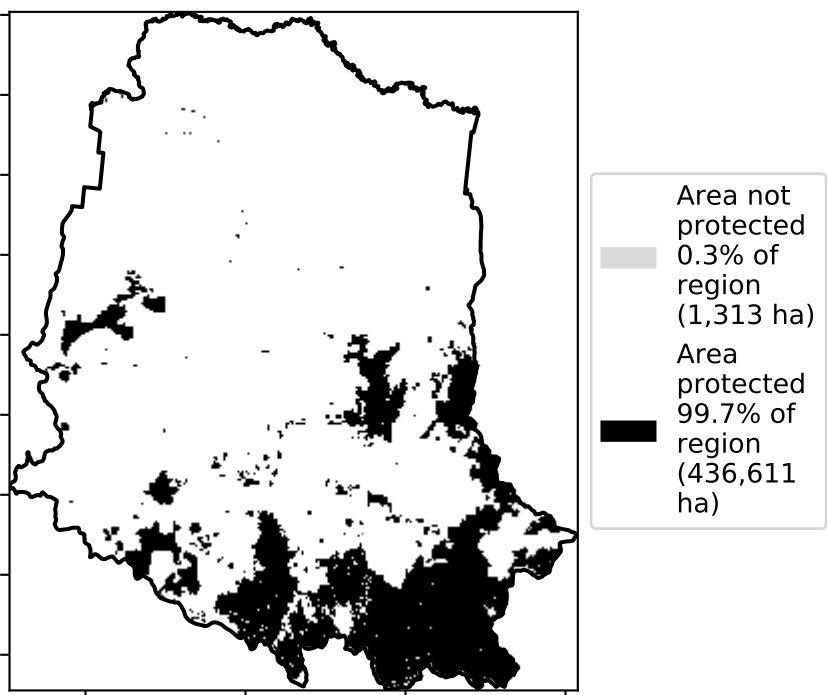 Area not
protected
0.3% of
region
(1,313 ha)
Area
protected
99.7% of
region
(436,611
ha)